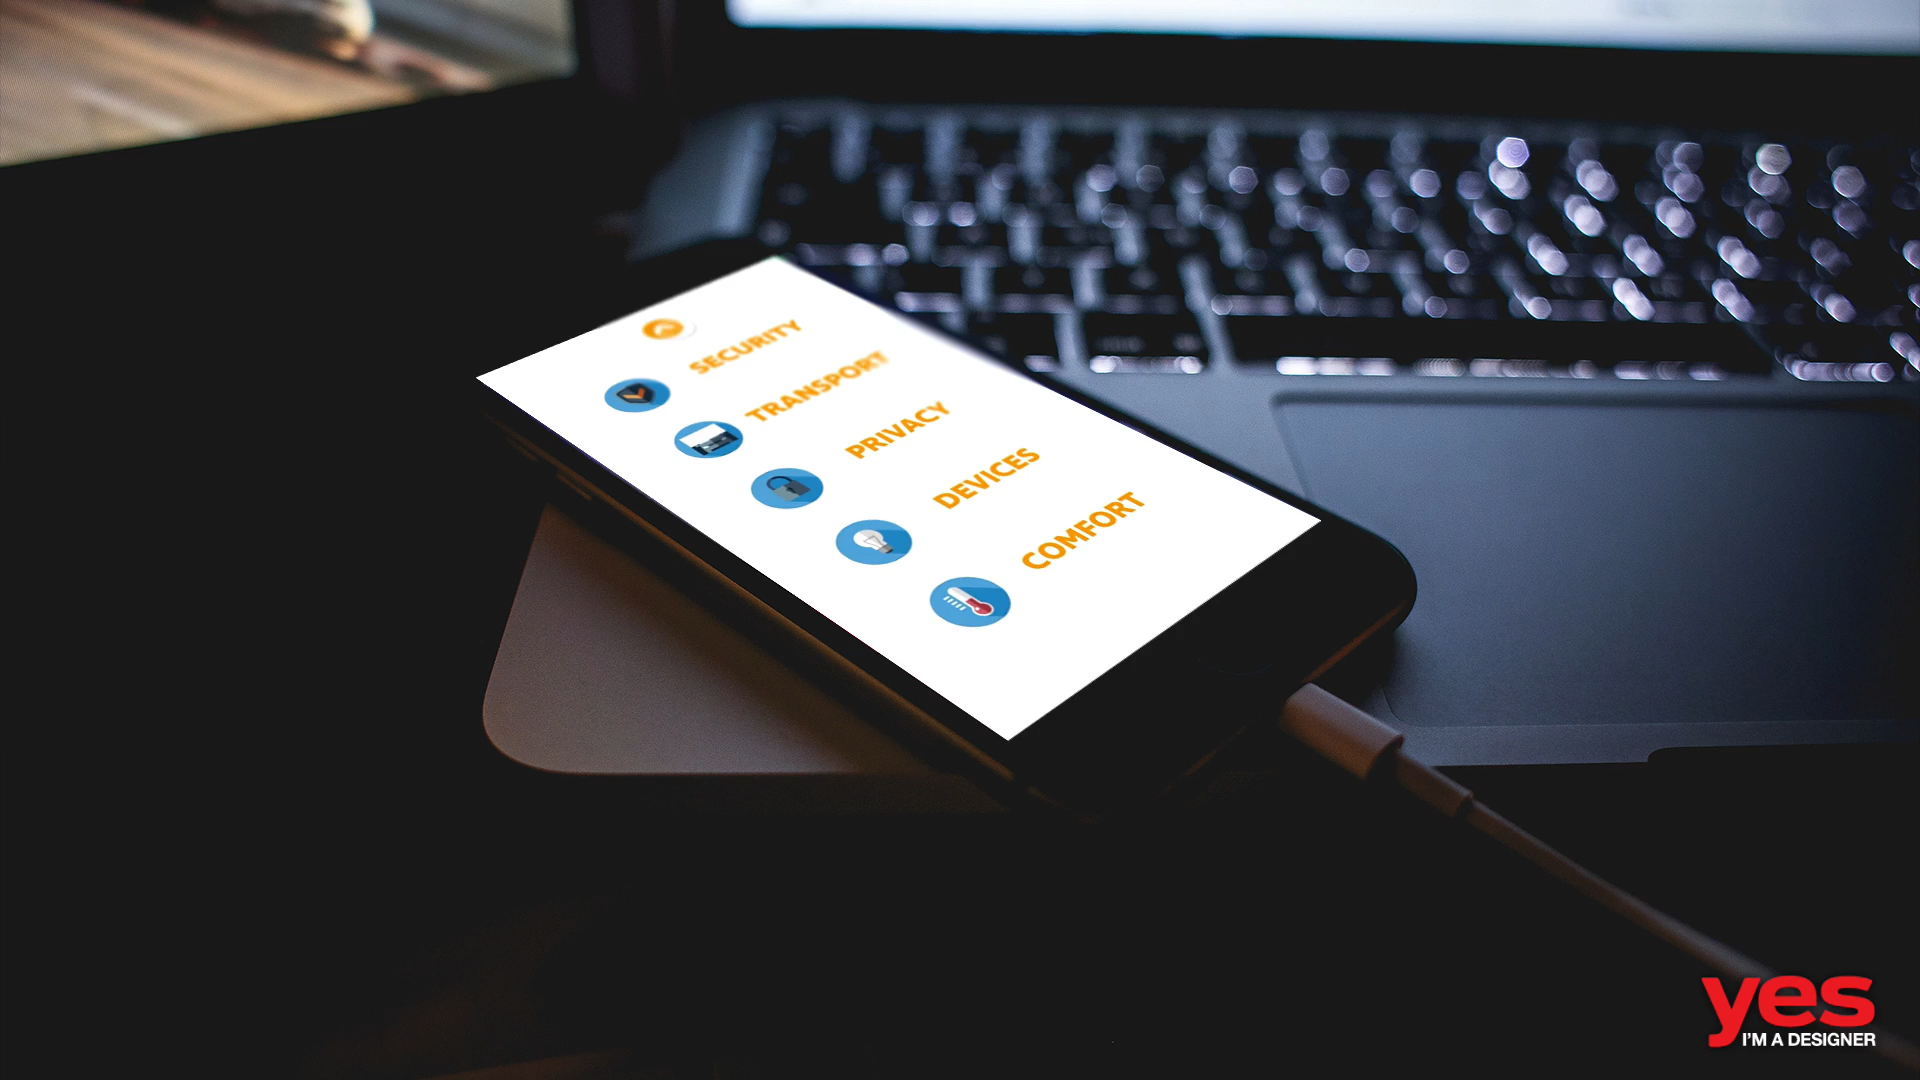 SECURITY
TRANSPORT
PRIVACY
DEVICES
COMFORT
yes
I'M A DESIGNER